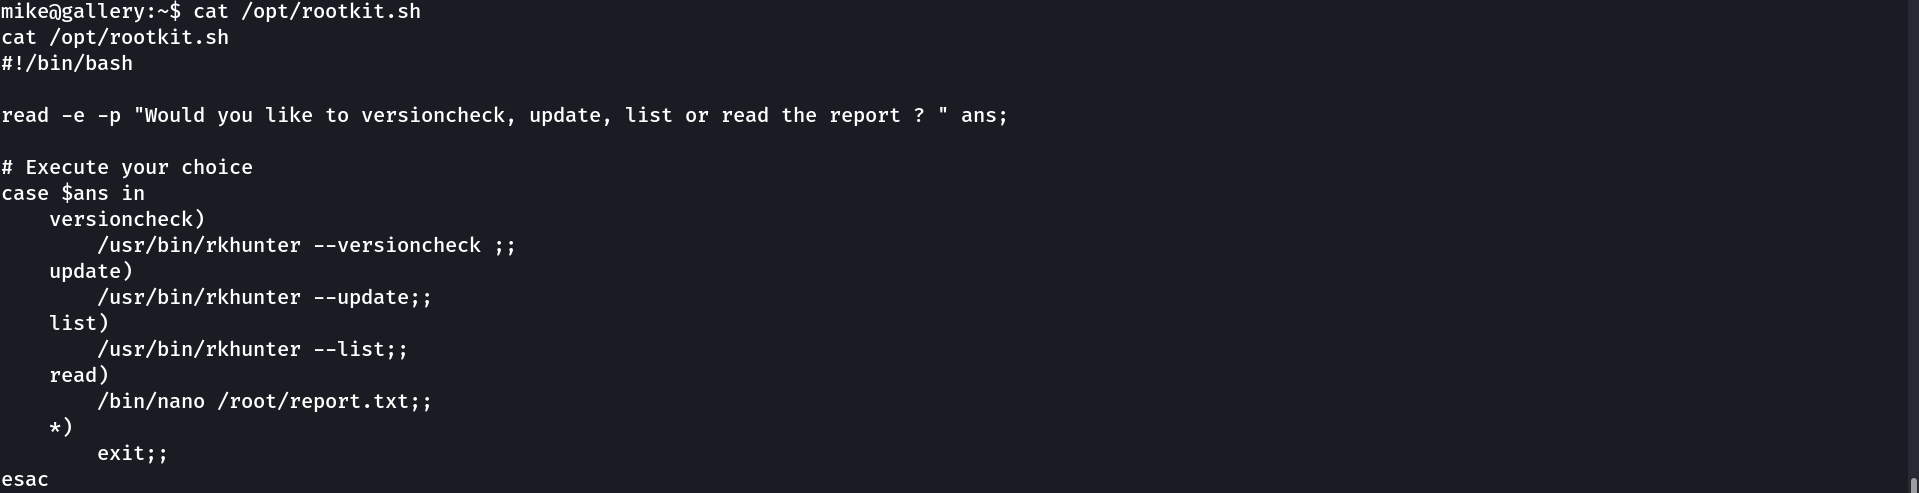 mike@gallery:~$ cat /opt/rootkit.sh
cat /opt/rootkit.sh
#!/bin/bash

read -e -p "Would you like to versioncheck, update, list or read the report ? " ans;

# Execute your choice
case $ans in
    versioncheck)
        /usr/bin/rkhunter --versioncheck ;;
    update)
        /usr/bin/rkhunter --update;;
    list)
        /usr/bin/rkhunter --list;;
    read)
        /bin/nano /root/report.txt;;
    *)
        exit;;
esac